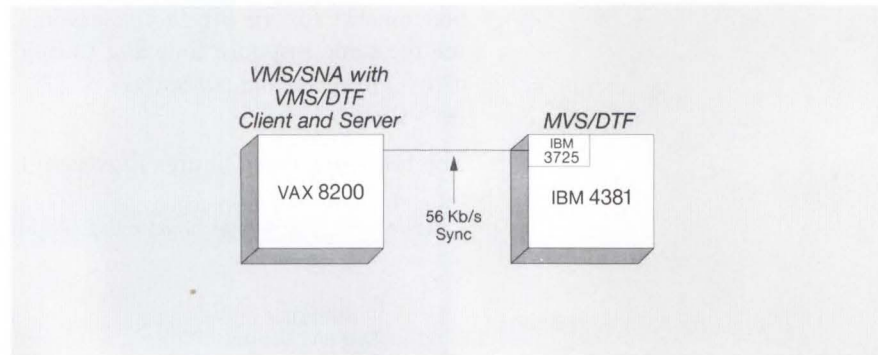 VMS/SNA with
VMS/DTF
Client and Server
MVS/DTF
VAX 8200
IBM
3725
IBM 4381
56 Kb/s
Sync